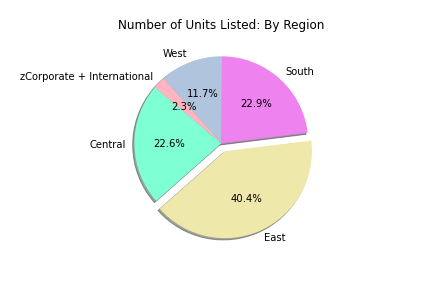 Number of Units Listed: By Region
West
South
zCorporate + International
11.7%
22.9%
2.3%
Central
22.6%
40.4%
East